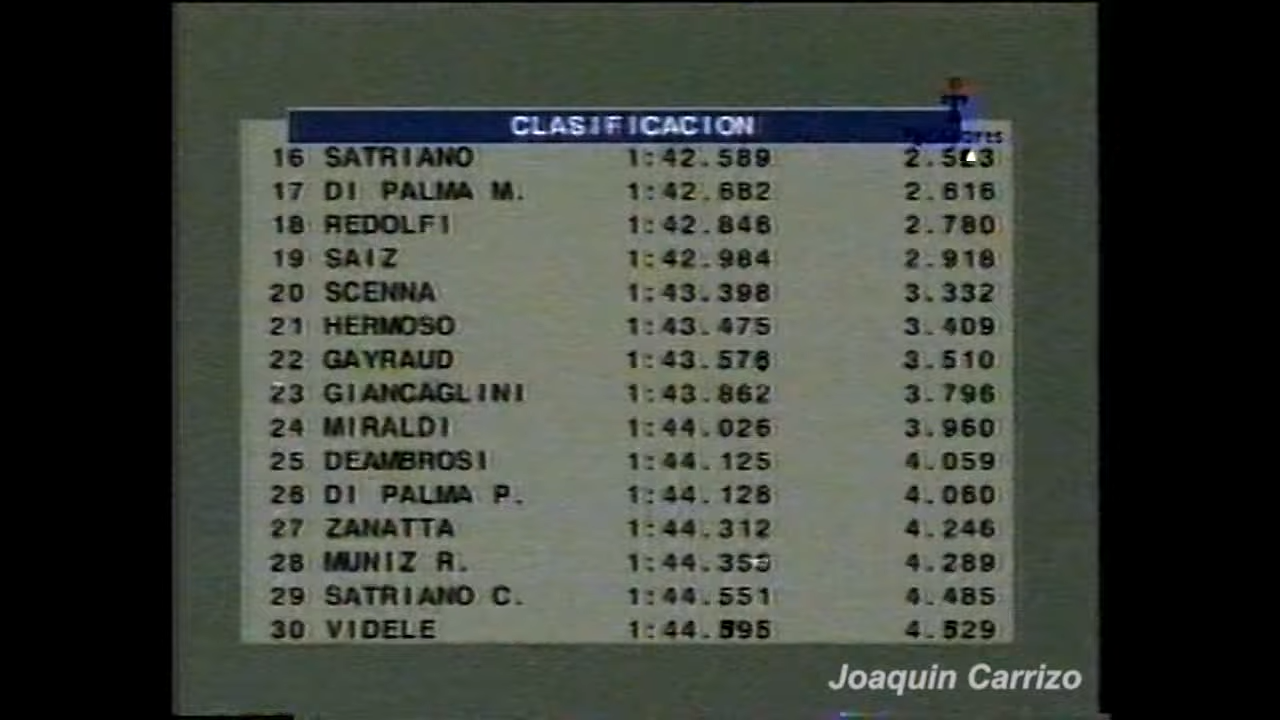 CLASIFICACION
16 SATRIANO 1:42.589 2.523
17 DI PALMA M. 1:42.682 2.616
18 REDOLFI 1:42.846 2.780
19 SAIZ 1:42.984 2.918
20 SCENNA 1:43.398 3.332
21 HERMOSO 1:43.475 3.409
22 GAYRAUD 1:43.576 3.510
23 GIANCAGLINI 1:43.862 3.796
24 MIRALDI 1:44.026 3.960
25 DEAMBROSI 1:44.125 4.059
26 DI PALMA P. 1:44.126 4.060
27 ZANATTA 1:44.312 4.246
28 MUNIZ R. 1:44.355 4.289
29 SATRIANO C. 1:44.551 4.485
30 VIDELE 1:44.595 4.529
Joaquin Carrizo